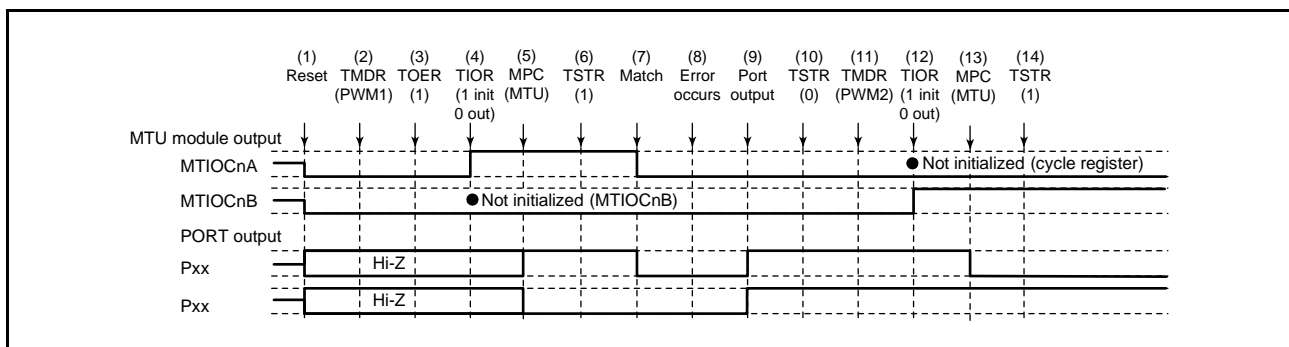 (1) (2) (3) (4) (5) (6) (7) (8) (9) (10) (11) (12) (13) (14)
Reset TMDR TOER TIOR MPC TSTR Match Error Port TSTR TMDR TIOR MPC TSTR
(PWM1) (1) (1 init (MTU) (1) occurs output (0) (PWM2) (1 init (MTU) (1)
0 out) 0 out)
MTU module output
MTIOCnA ● Not initialized (cycle register)
MTIOCnB ● Not initialized (MTIOCnB)
PORT output
Pxx Hi-Z
Pxx Hi-Z